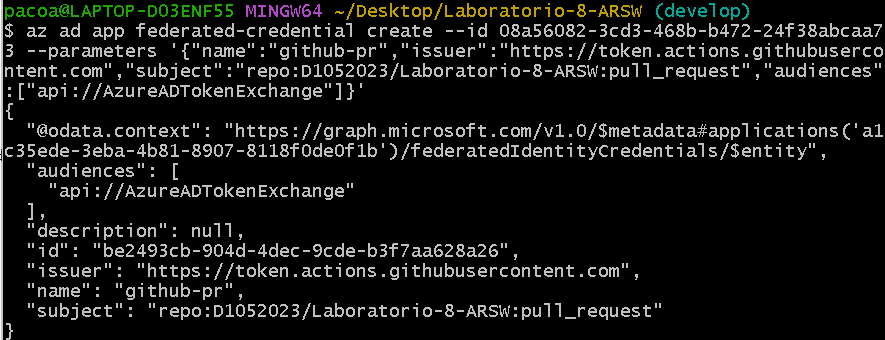 pacoa@LAPTOP-D03ENF55 MINGW64 ~/Desktop/Laboratorio-8-ARSW (develop)
$ az ad app federated-credential create --id 08a56082-3cd3-468b-b472-24f38abcaa7
3 --parameters '{"name":"github-pr","issuer":"https://token.actions.githubuserco
ntent.com","subject":"repo:D1052023/Laboratorio-8-ARSW:pull_request","audiences"
:["api://AzureADTokenExchange"]}'
{
  "@odata.context": "https://graph.microsoft.com/v1.0/$metadata#applications('a1
c35ede-3eba-4b81-8907-8118f0de0f1b')/federatedIdentityCredentials/$entity",
  "audiences": [
    "api://AzureADTokenExchange"
  ],
  "description": null,
  "id": "be2493cb-904d-4dec-9cde-b3f7aa628a26",
  "issuer": "https://token.actions.githubusercontent.com",
  "name": "github-pr",
  "subject": "repo:D1052023/Laboratorio-8-ARSW:pull_request"
}